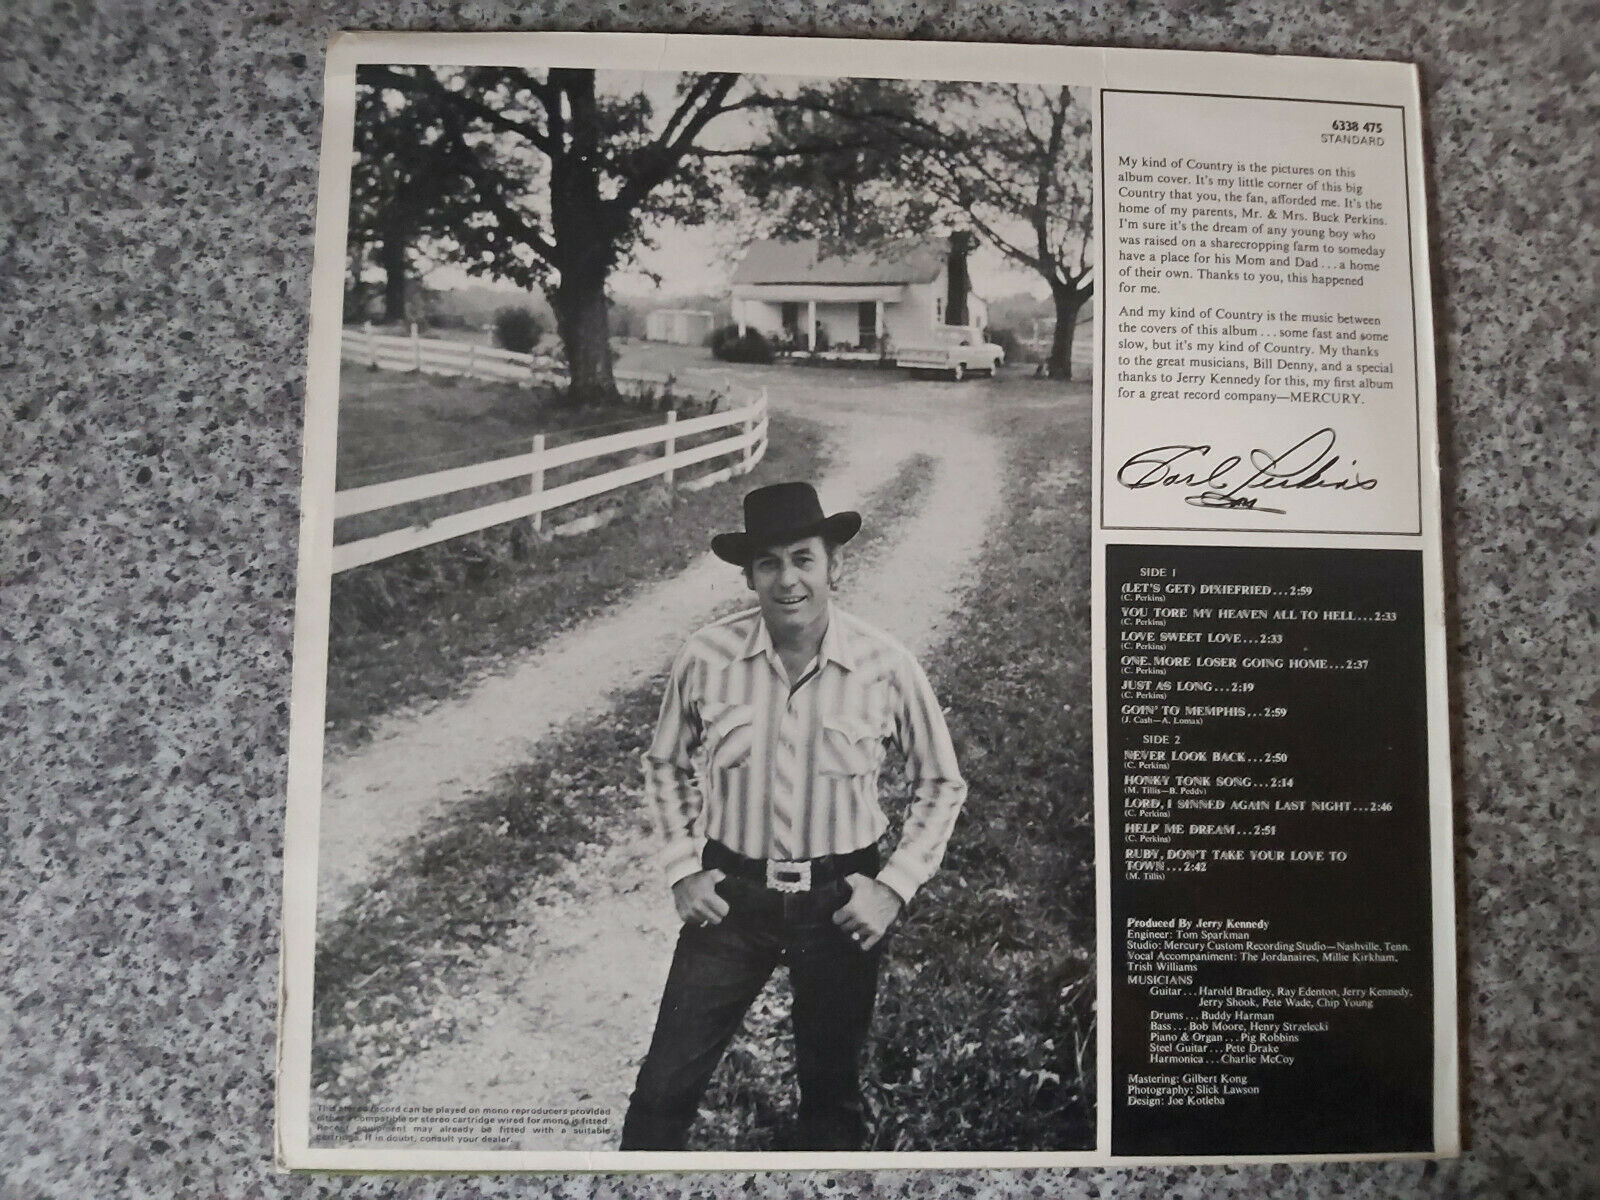 6338 475
STANDARD
My kind of Country is the pictures on this
album cover. It's my little corner of this big
Country that you, the fan, afforded me. It's the
home of my parents, Mr. & Mrs. Buck Perkins.
I'm sure it's the dream of any young boy who
was raised on a sharecropping farm to someday
have a place for his Mom and Dad...a home
of their own. Thanks to you, this happened
for me.
And my kind of Country is the music between
the covers of this album...some fast and some
slow, but it's my kind of Country. My thanks
to the great musicians, Bill Denny, and a special
thanks to Jerry Kennedy for this, my first album
for a great record company—MERCURY.
Carl Perkins
SIDE 1
(LET'S GET) DIXIEFRIED...2:59
(C. Perkins)
YOU TORE MY HEAVEN ALL TO HELL...2:33
(C. Perkins)
LOVE SWEET LOVE...2:33
(C. Perkins)
ONE MORE LOSER GOING HOME...2:37
(C. Perkins)
JUST AS LONG...2:19
(C. Perkins)
GOIN' TO MEMPHIS...2:59
(J. Cash—A. Lomax)
SIDE 2
NEVER LOOK BACK...2:50
(C. Perkins)
HONKY TONK SONG...2:14
(M. Tillis—B. Peddy)
LORD, I SINNED AGAIN LAST NIGHT...2:46
(C. Perkins)
HELP ME DREAM...2:51
(C. Perkins)
RUBY, DON'T TAKE YOUR LOVE TO
TOWN...2:42
(M. Tillis)
Produced By Jerry Kennedy
Engineer: Tom Sparkman
Studio: Mercury Custom Recording Studio—Nashville, Tenn.
Vocal Accompaniment: The Jordanaires, Millie Kirkham,
Trish Williams
MUSICIANS
Guitar...Harold Bradley, Ray Edenton, Jerry Kennedy,
Jerry Shook, Pete Wade, Chip Young
Drums...Buddy Harman
Bass...Bob Moore, Henry Strzelecki
Piano & Organ...Pig Robbins
Steel Guitar...Pete Drake
Harmonica...Charlie McCoy
Mastering: Gilbert Kong
Photography: Slick Lawson
Design: Joe Kotleba
This stereo record can be played on mono reproducers provided
either a compatible or stereo cartridge wired for mono is fitted.
Recent equipment may already be fitted with a suitable
cartridge. If in doubt, consult your dealer.